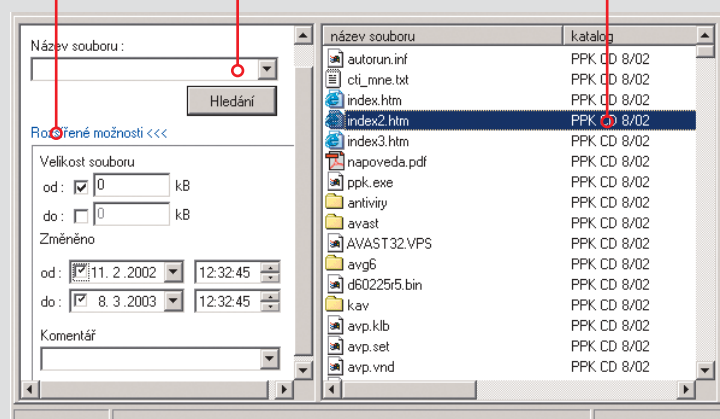 Název souboru :
Hledání
Rozšířené možnosti <<<
Velikost souboru
od : 0 kB
do : 0 kB
Změněno
od : 11. 2 .2002 12:32:45
do : 8. 3 .2003 12:32:45
Komentář
název souboru katalog
autorun.inf PPK CD 8/02
cti_mne.txt PPK CD 8/02
index.htm PPK CD 8/02
index2.htm PPK CD 8/02
index3.htm PPK CD 8/02
napoveda.pdf PPK CD 8/02
ppk.exe PPK CD 8/02
antiviry PPK CD 8/02
avast PPK CD 8/02
AVAST32.VPS PPK CD 8/02
avg6 PPK CD 8/02
d60225r5.bin PPK CD 8/02
kav PPK CD 8/02
avp.klb PPK CD 8/02
avp.set PPK CD 8/02
avp.vnd PPK CD 8/02